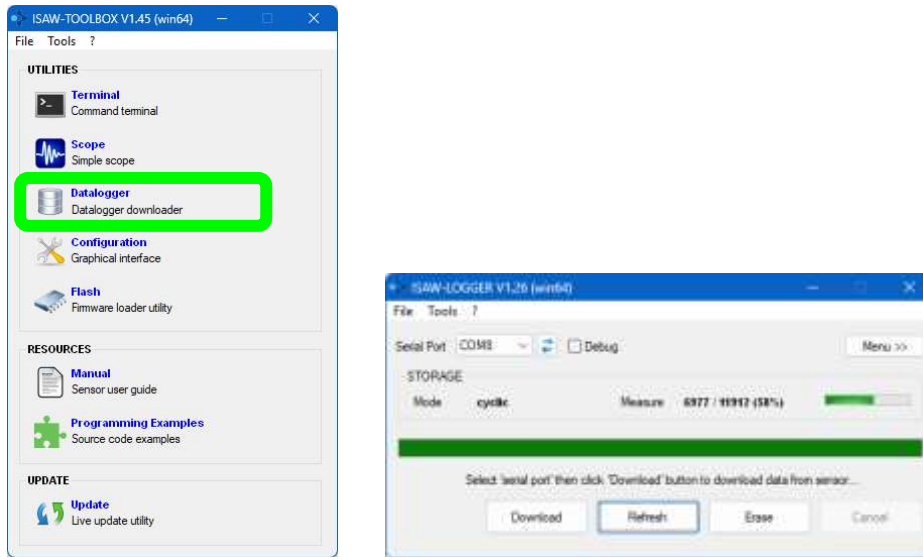 ISAW-TOOLBOX V1.45 (win64)
File Tools ?
UTILITIES
Terminal
Command terminal
Scope
Simple scope
Datalogger
Datalogger downloader
Configuration
Graphical interface
Flash
Firmware loader utility
RESOURCES
Manual
Sensor user guide
Programming Examples
Source code examples
UPDATE
Update
Live update utility
ISAW-LOGGER V1.26 (win64)
File Tools ?
Serial Port COM8 Debug Menu >>
STORAGE
Mode cyclic Measure 6977 / 11912 (58%)
Select 'serial port' then click 'Download' button to download data from sensor...
Download Refresh Erase Cancel